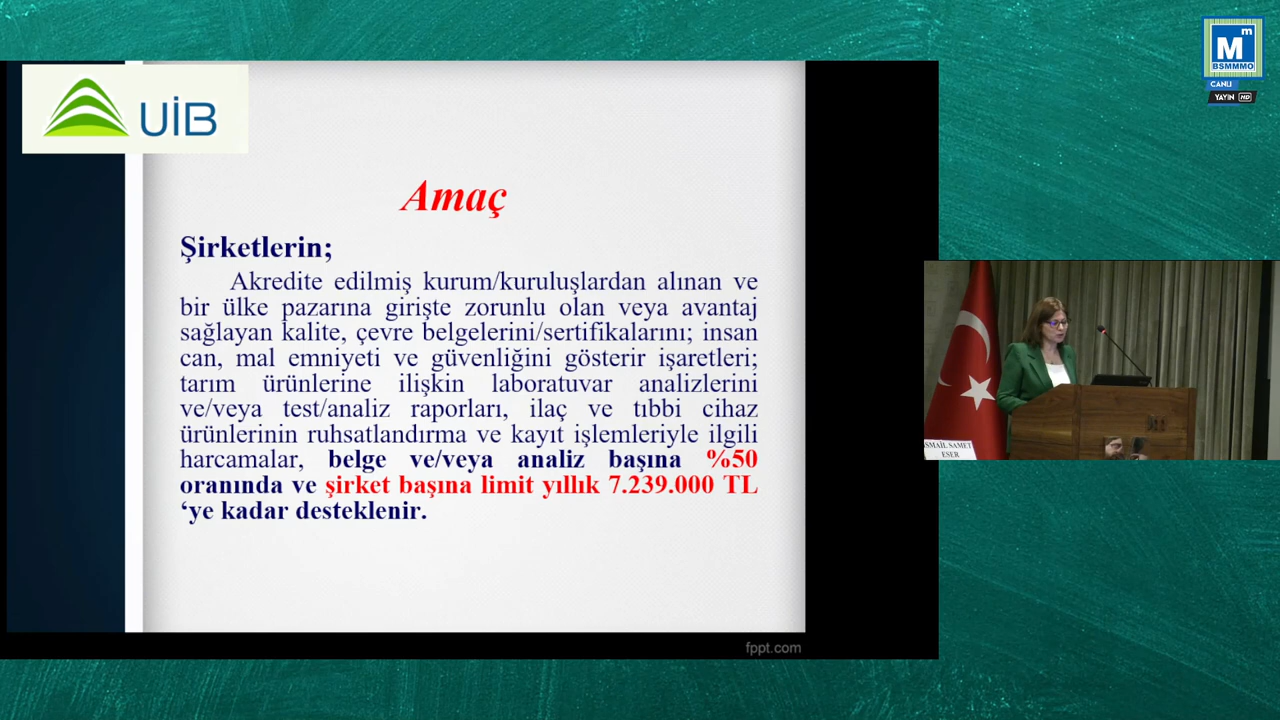 UİB
Amaç
Şirketlerin;
Akredite edilmiş kurum/kuruluşlardan alınan ve
bir ülke pazarına girişte zorunlu olan veya avantaj
sağlayan kalite, çevre belgelerini/sertifikalarını; insan
can, mal emniyeti ve güvenliğini gösterir işaretleri;
tarım ürünlerine ilişkin laboratuvar analizlerini
ve/veya test/analiz raporları, ilaç ve tıbbi cihaz
ürünlerinin ruhsatlandırma ve kayıt işlemleriyle ilgili
harcamalar, belge ve/veya analiz başına %50
oranında ve şirket başına limit yıllık 7.239.000 TL
‘ye kadar desteklenir.
fppt.com
M m
BSMMMO
CANLI
YAYIN HD
İSMAİL SAMET
ESER